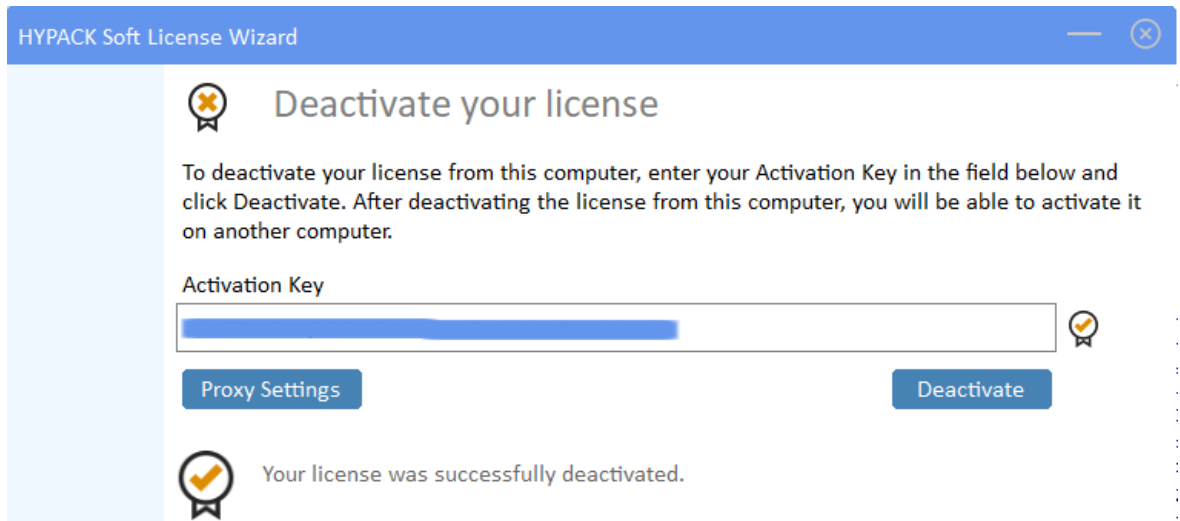 HYPACK Soft License Wizard
Deactivate your license
To deactivate your license from this computer, enter your Activation Key in the field below and
click Deactivate. After deactivating the license from this computer, you will be able to activate it
on another computer.
Activation Key
Proxy Settings
Deactivate
Your license was successfully deactivated.